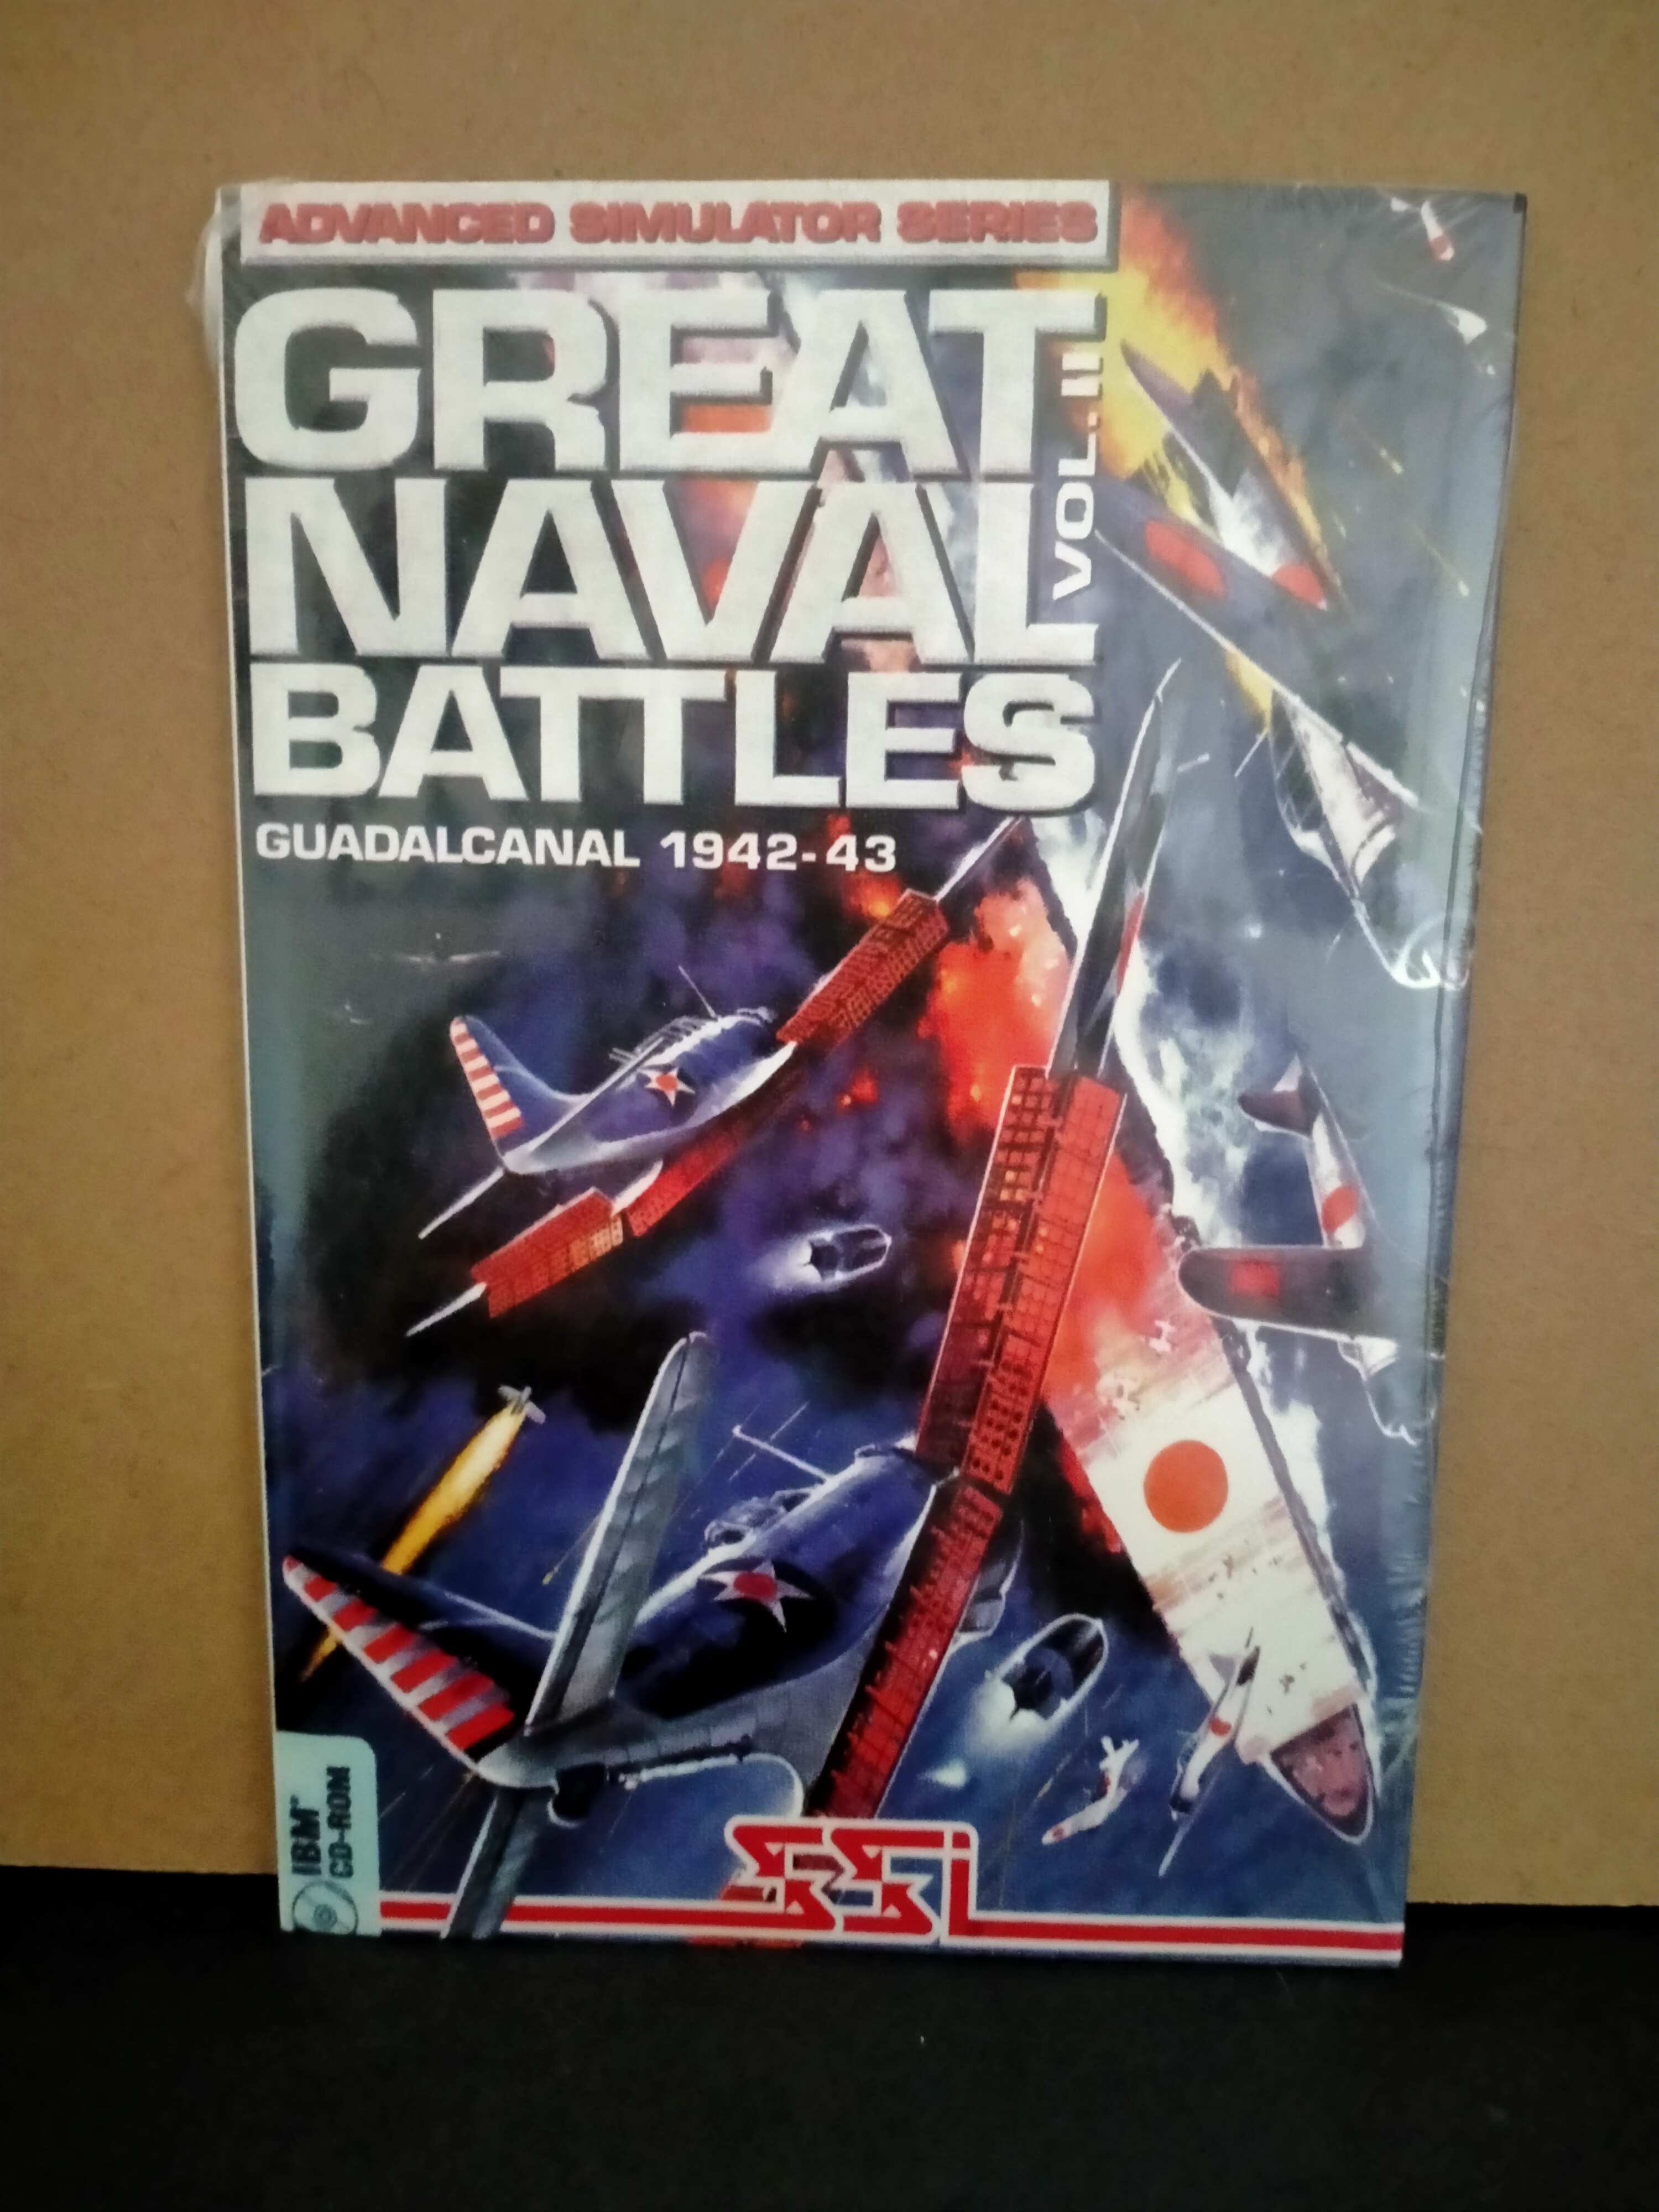 ADVANCED SIMULATOR SERIES
GREAT
NAVAL
BATTLES
VOL. II
GUADALCANAL 1942-43
IBM
CD-ROM
SSI